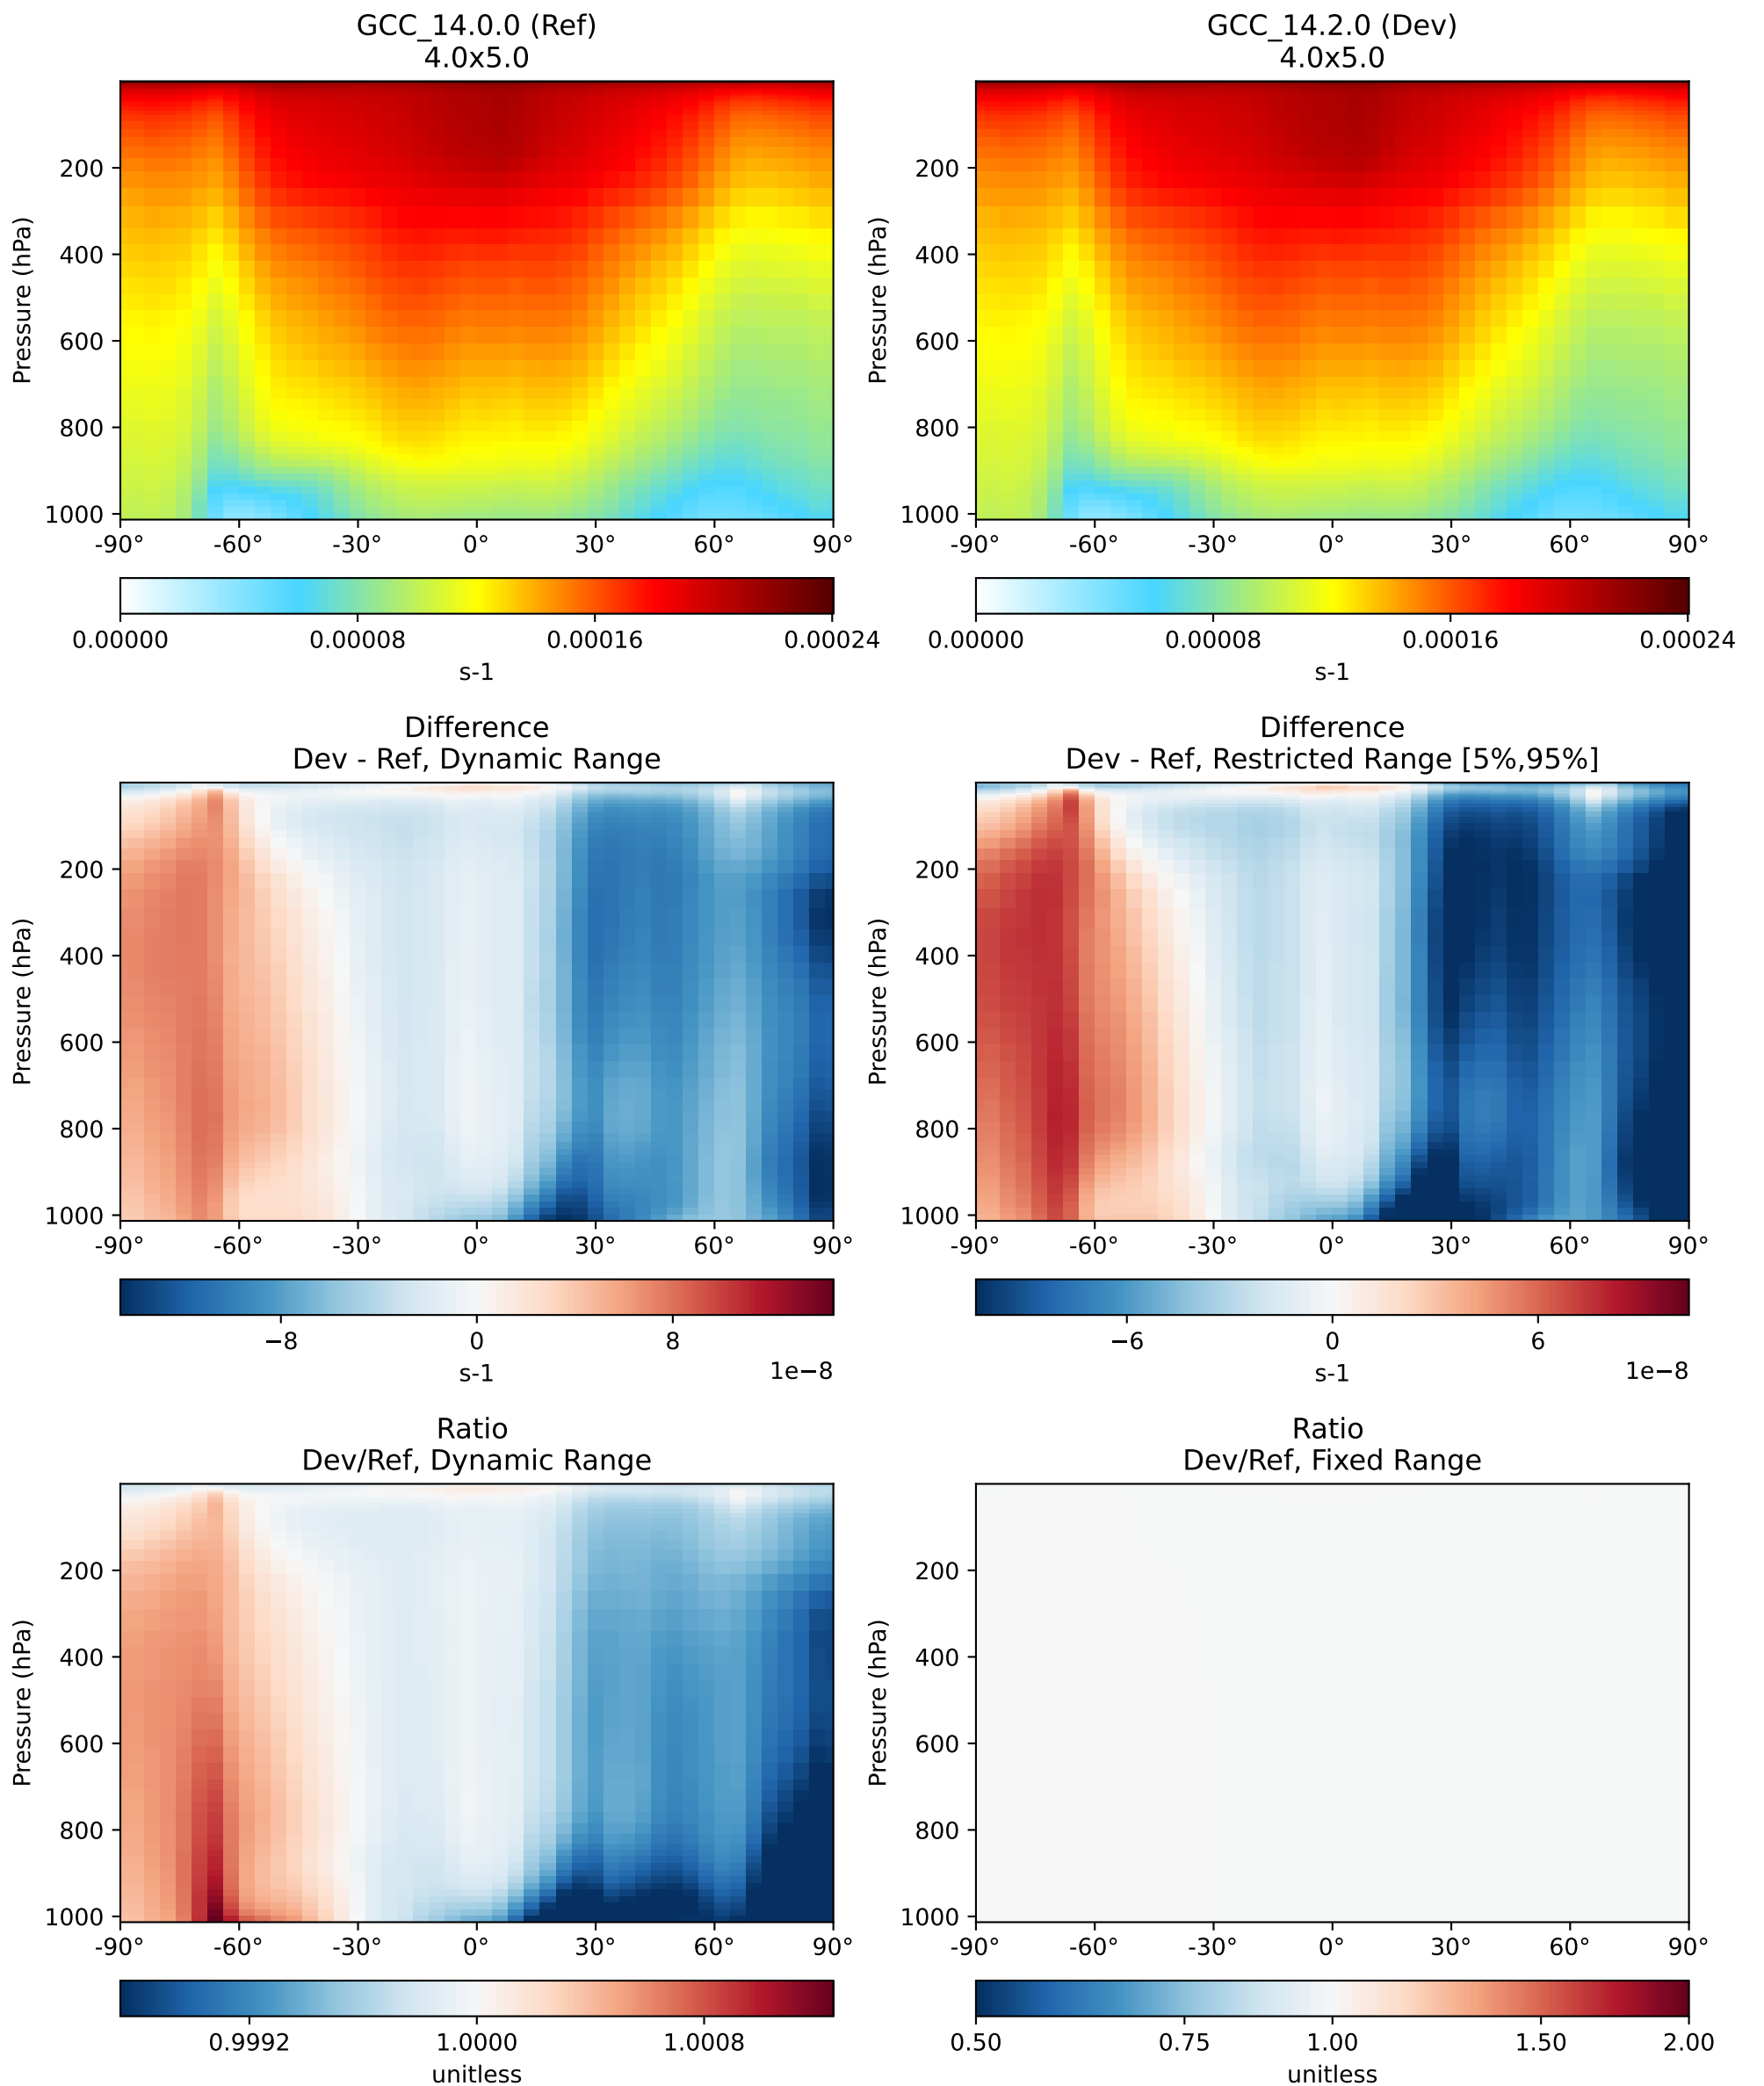 GCC_14.0.0 (Ref)
4.0x5.0
Pressure (hPa)
200
400
600
800
1000
-90° -60° -30° 0° 30° 60° 90°
0.00000 0.00008 0.00016 0.00024
s-1
GCC_14.2.0 (Dev)
4.0x5.0
Pressure (hPa)
200
400
600
800
1000
-90° -60° -30° 0° 30° 60° 90°
0.00000 0.00008 0.00016 0.00024
s-1
Difference
Dev - Ref, Dynamic Range
Pressure (hPa)
200
400
600
800
1000
-90° -60° -30° 0° 30° 60° 90°
−8 0 8
s-1 1e−8
Difference
Dev - Ref, Restricted Range [5%,95%]
Pressure (hPa)
200
400
600
800
1000
-90° -60° -30° 0° 30° 60° 90°
−6 0 6
s-1 1e−8
Ratio
Dev/Ref, Dynamic Range
Pressure (hPa)
200
400
600
800
1000
-90° -60° -30° 0° 30° 60° 90°
0.9992 1.0000 1.0008
unitless
Ratio
Dev/Ref, Fixed Range
Pressure (hPa)
200
400
600
800
1000
-90° -60° -30° 0° 30° 60° 90°
0.50 0.75 1.00 1.50 2.00
unitless